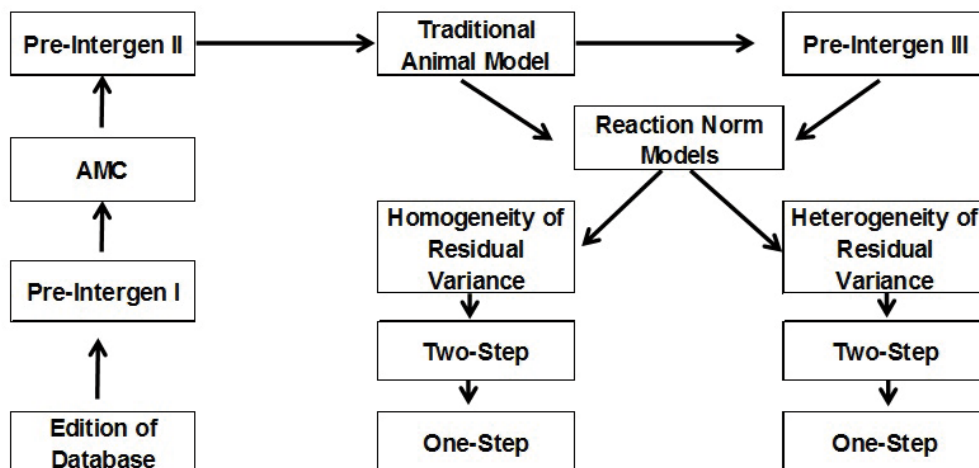 Pre-Intergen II
Traditional
Animal Model
Pre-Intergen III
Reaction Norm
Models
AMC
Homogeneity of
Residual
Variance
Heterogeneity of
Residual
Variance
Pre-Intergen I
Two-Step
Two-Step
Edition of
Database
One-Step
One-Step